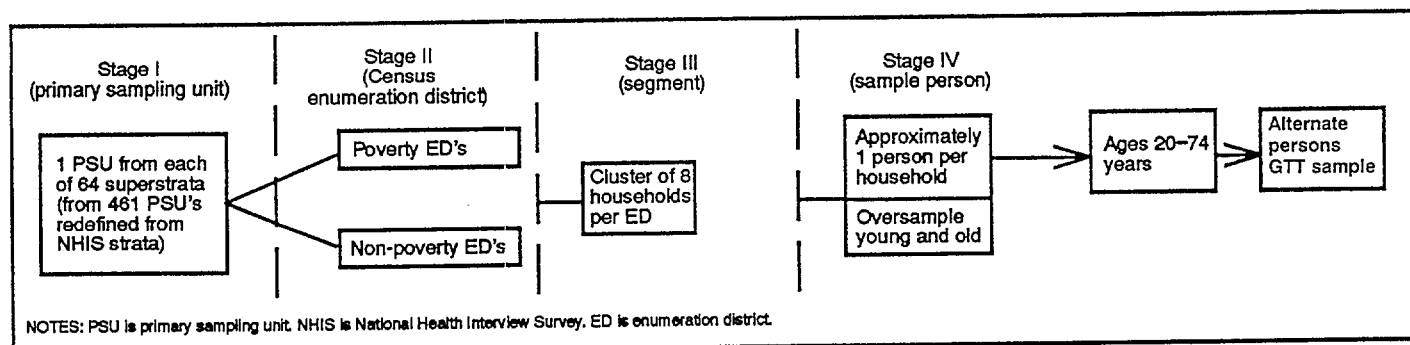 Stage I
(primary sampling unit)
1 PSU from each
of 64 superstrata
(from 461 PSU's
redefined from
NHIS strata)
Stage II
(Census
enumeration district)
Poverty ED's
Non-poverty ED's
Stage III
(segment)
Cluster of 8
households
per ED
Stage IV
(sample person)
Approximately
1 person per
household
Oversample
young and old
Ages 20–74
years
Alternate
persons
GTT sample
NOTES: PSU is primary sampling unit. NHIS is National Health Interview Survey. ED is enumeration district.